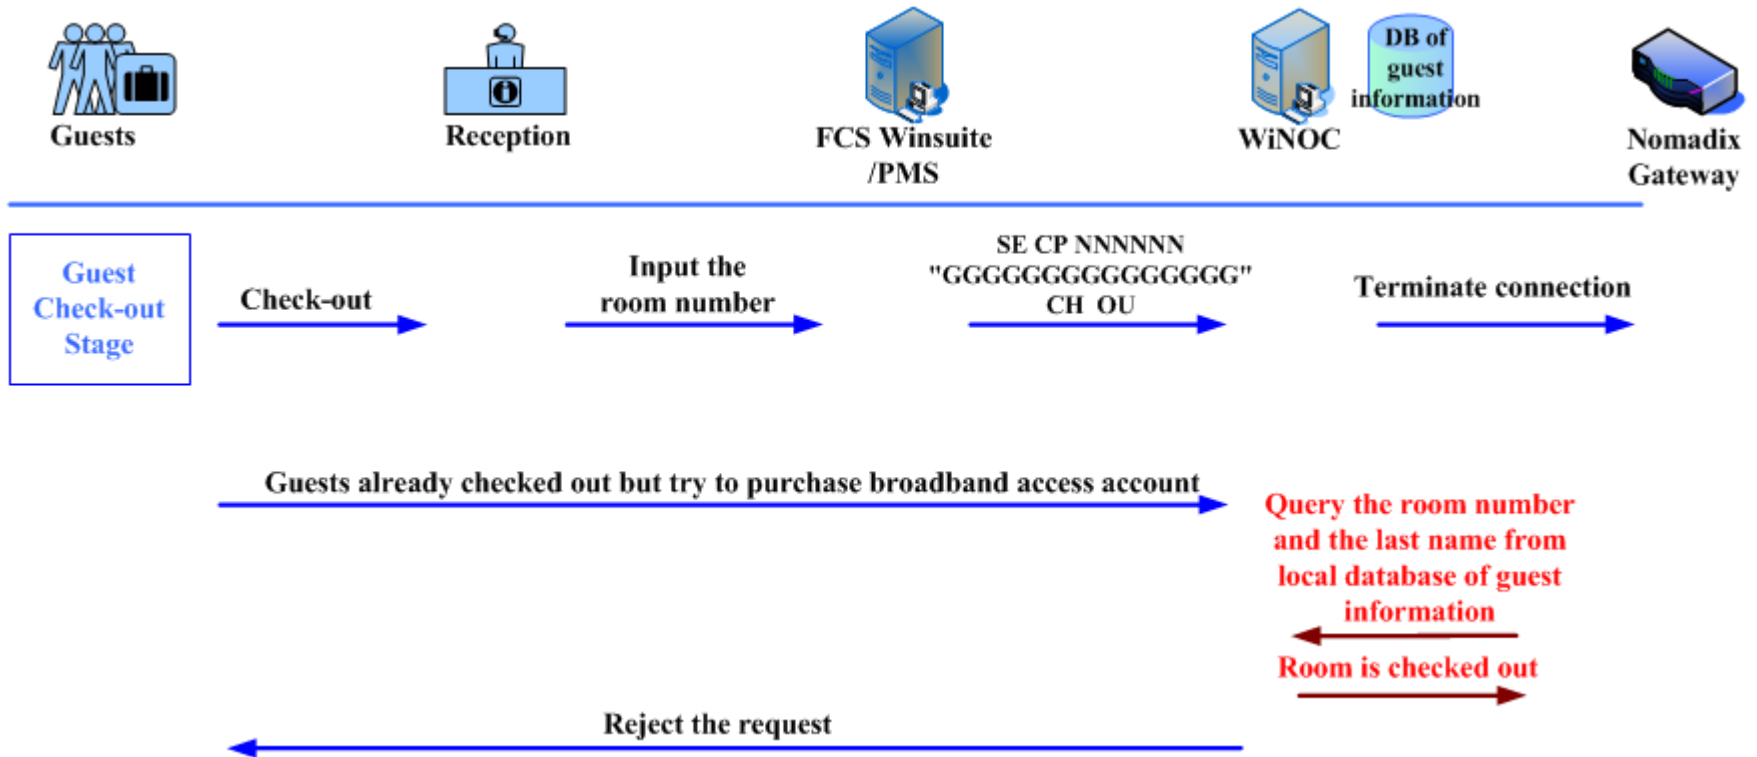 DB of
guest
information
Guests
Reception
FCS Winsuite
/PMS
WiNOC
Nomadix
Gateway
Guest
Check-out
Stage
Check-out
Input the
room number
SE CP NNNNNN
"GGGGGGGGGGGGGGG"
CH  OU
Terminate connection
Guests already checked out but try to purchase broadband access account
Query the room number
and the last name from
local database of guest
information
Room is checked out
Reject the request